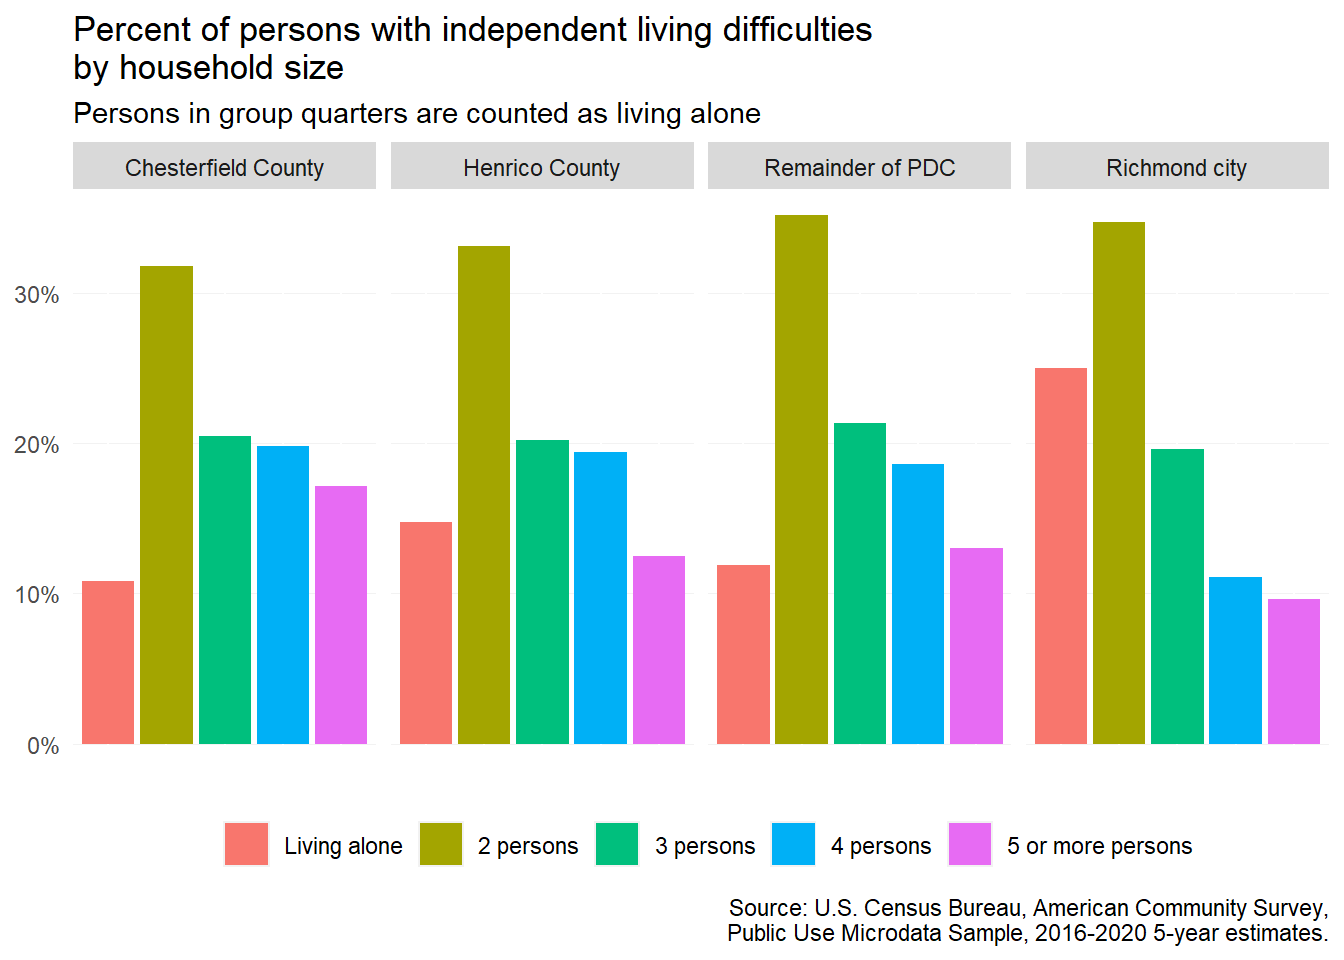 Percent of persons with independent living difficulties
by household size
Persons in group quarters are counted as living alone
Chesterfield County
Henrico County
Remainder of PDC
Richmond city
30%
20%
10%
0%
Living alone
2 persons
3 persons
4 persons
5 or more persons
Source: U.S. Census Bureau, American Community Survey,
Public Use Microdata Sample, 2016-2020 5-year estimates.